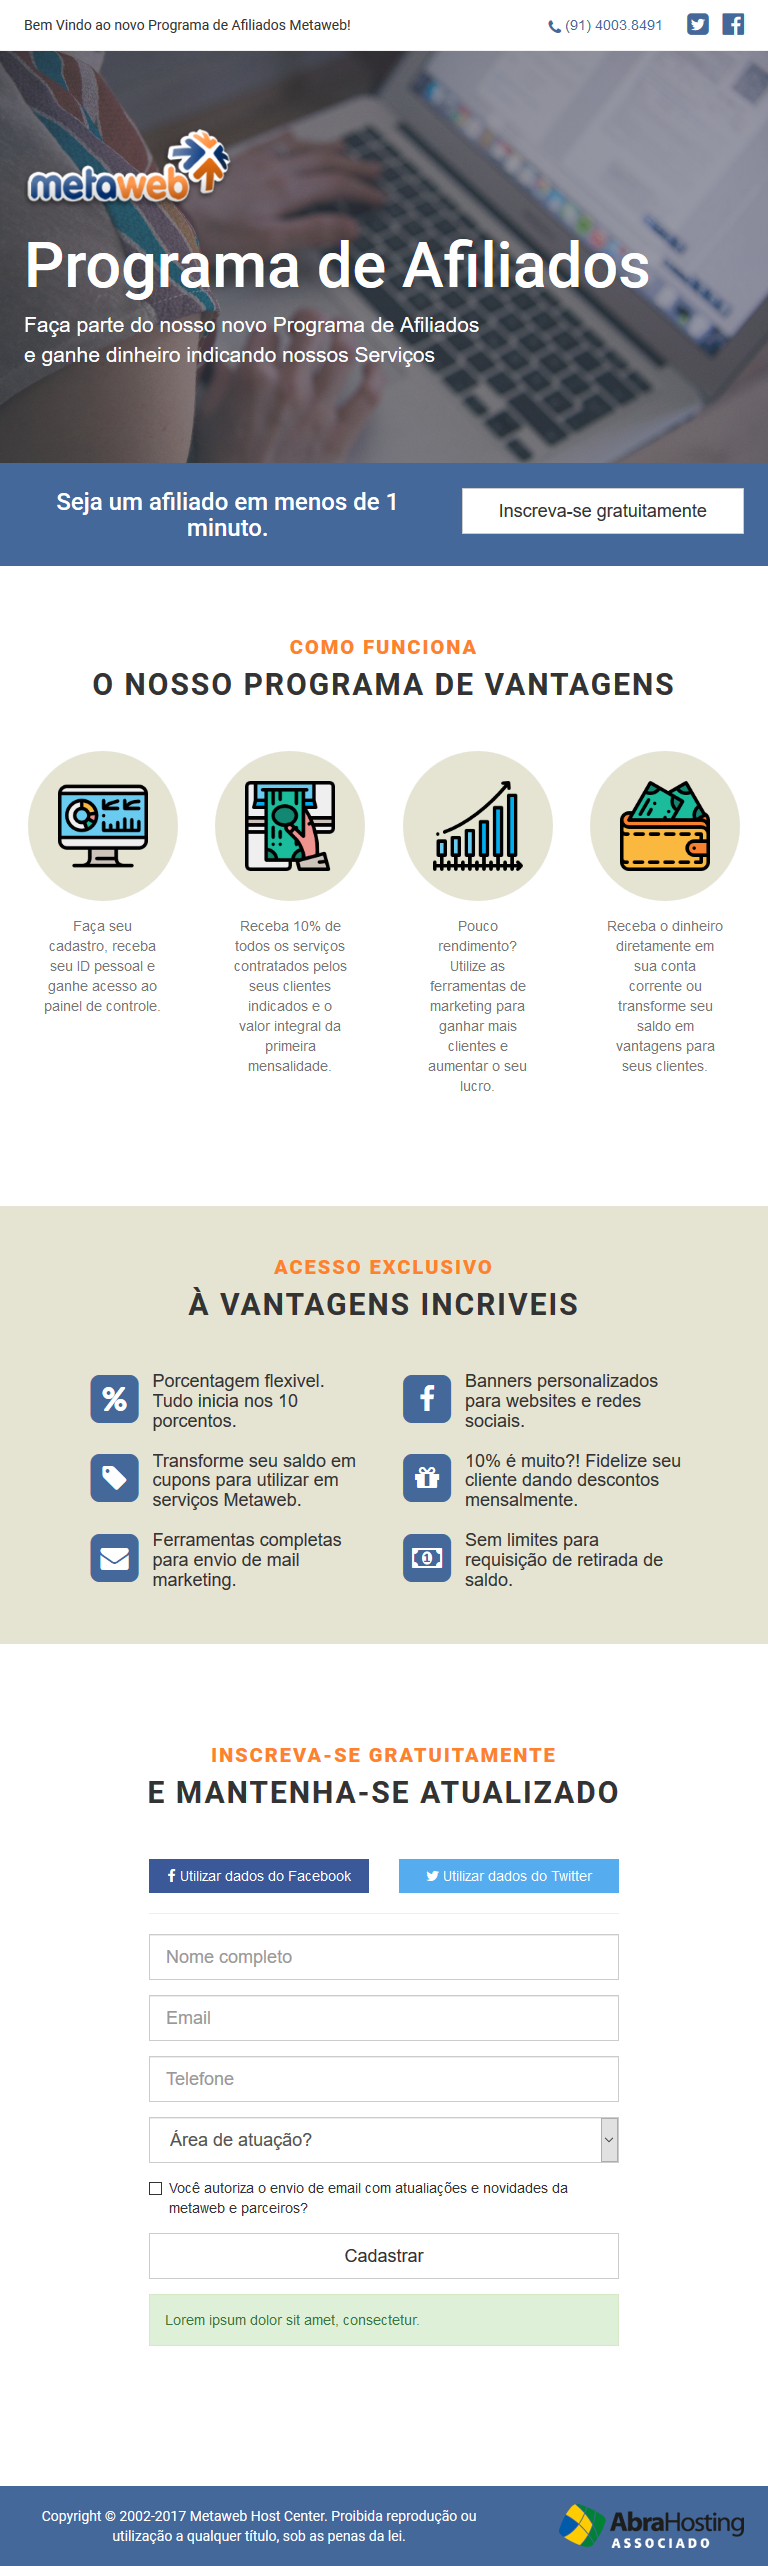 Bem Vindo ao novo Programa de Afiliados Metaweb!
(91) 4003.8491
metaweb
Programa de Afiliados
Faça parte do nosso novo Programa de Afiliados
e ganhe dinheiro indicando nossos Serviços
Seja um afiliado em menos de 1
minuto.
Inscreva-se gratuitamente
COMO FUNCIONA
O NOSSO PROGRAMA DE VANTAGENS
Faça seu
cadastro, receba
seu ID pessoal e
ganhe acesso ao
painel de controle.
Receba 10% de
todos os serviços
contratados pelos
seus clientes
indicados e o
valor integral da
primeira
mensalidade.
Pouco
rendimento?
Utilize as
ferramentas de
marketing para
ganhar mais
clientes e
aumentar o seu
lucro.
Receba o dinheiro
diretamente em
sua conta
corrente ou
transforme seu
saldo em
vantagens para
seus clientes.
ACESSO EXCLUSIVO
À VANTAGENS INCRIVEIS
Porcentagem flexivel.
Tudo inicia nos 10
porcentos.
Banners personalizados
para websites e redes
sociais.
Transforme seu saldo em
cupons para utilizar em
serviços Metaweb.
10% é muito?! Fidelize seu
cliente dando descontos
mensalmente.
Ferramentas completas
para envio de mail
marketing.
Sem limites para
requisição de retirada de
saldo.
INSCREVA-SE GRATUITAMENTE
E MANTENHA-SE ATUALIZADO
Utilizar dados do Facebook
Utilizar dados do Twitter
Nome completo
Email
Telefone
Área de atuação?
Você autoriza o envio de email com atualiações e novidades da
metaweb e parceiros?
Cadastrar
Lorem ipsum dolor sit amet, consectetur.
Copyright © 2002-2017 Metaweb Host Center. Proibida reprodução ou
utilização a qualquer título, sob as penas da lei.
AbraHosting
ASSOCIADO